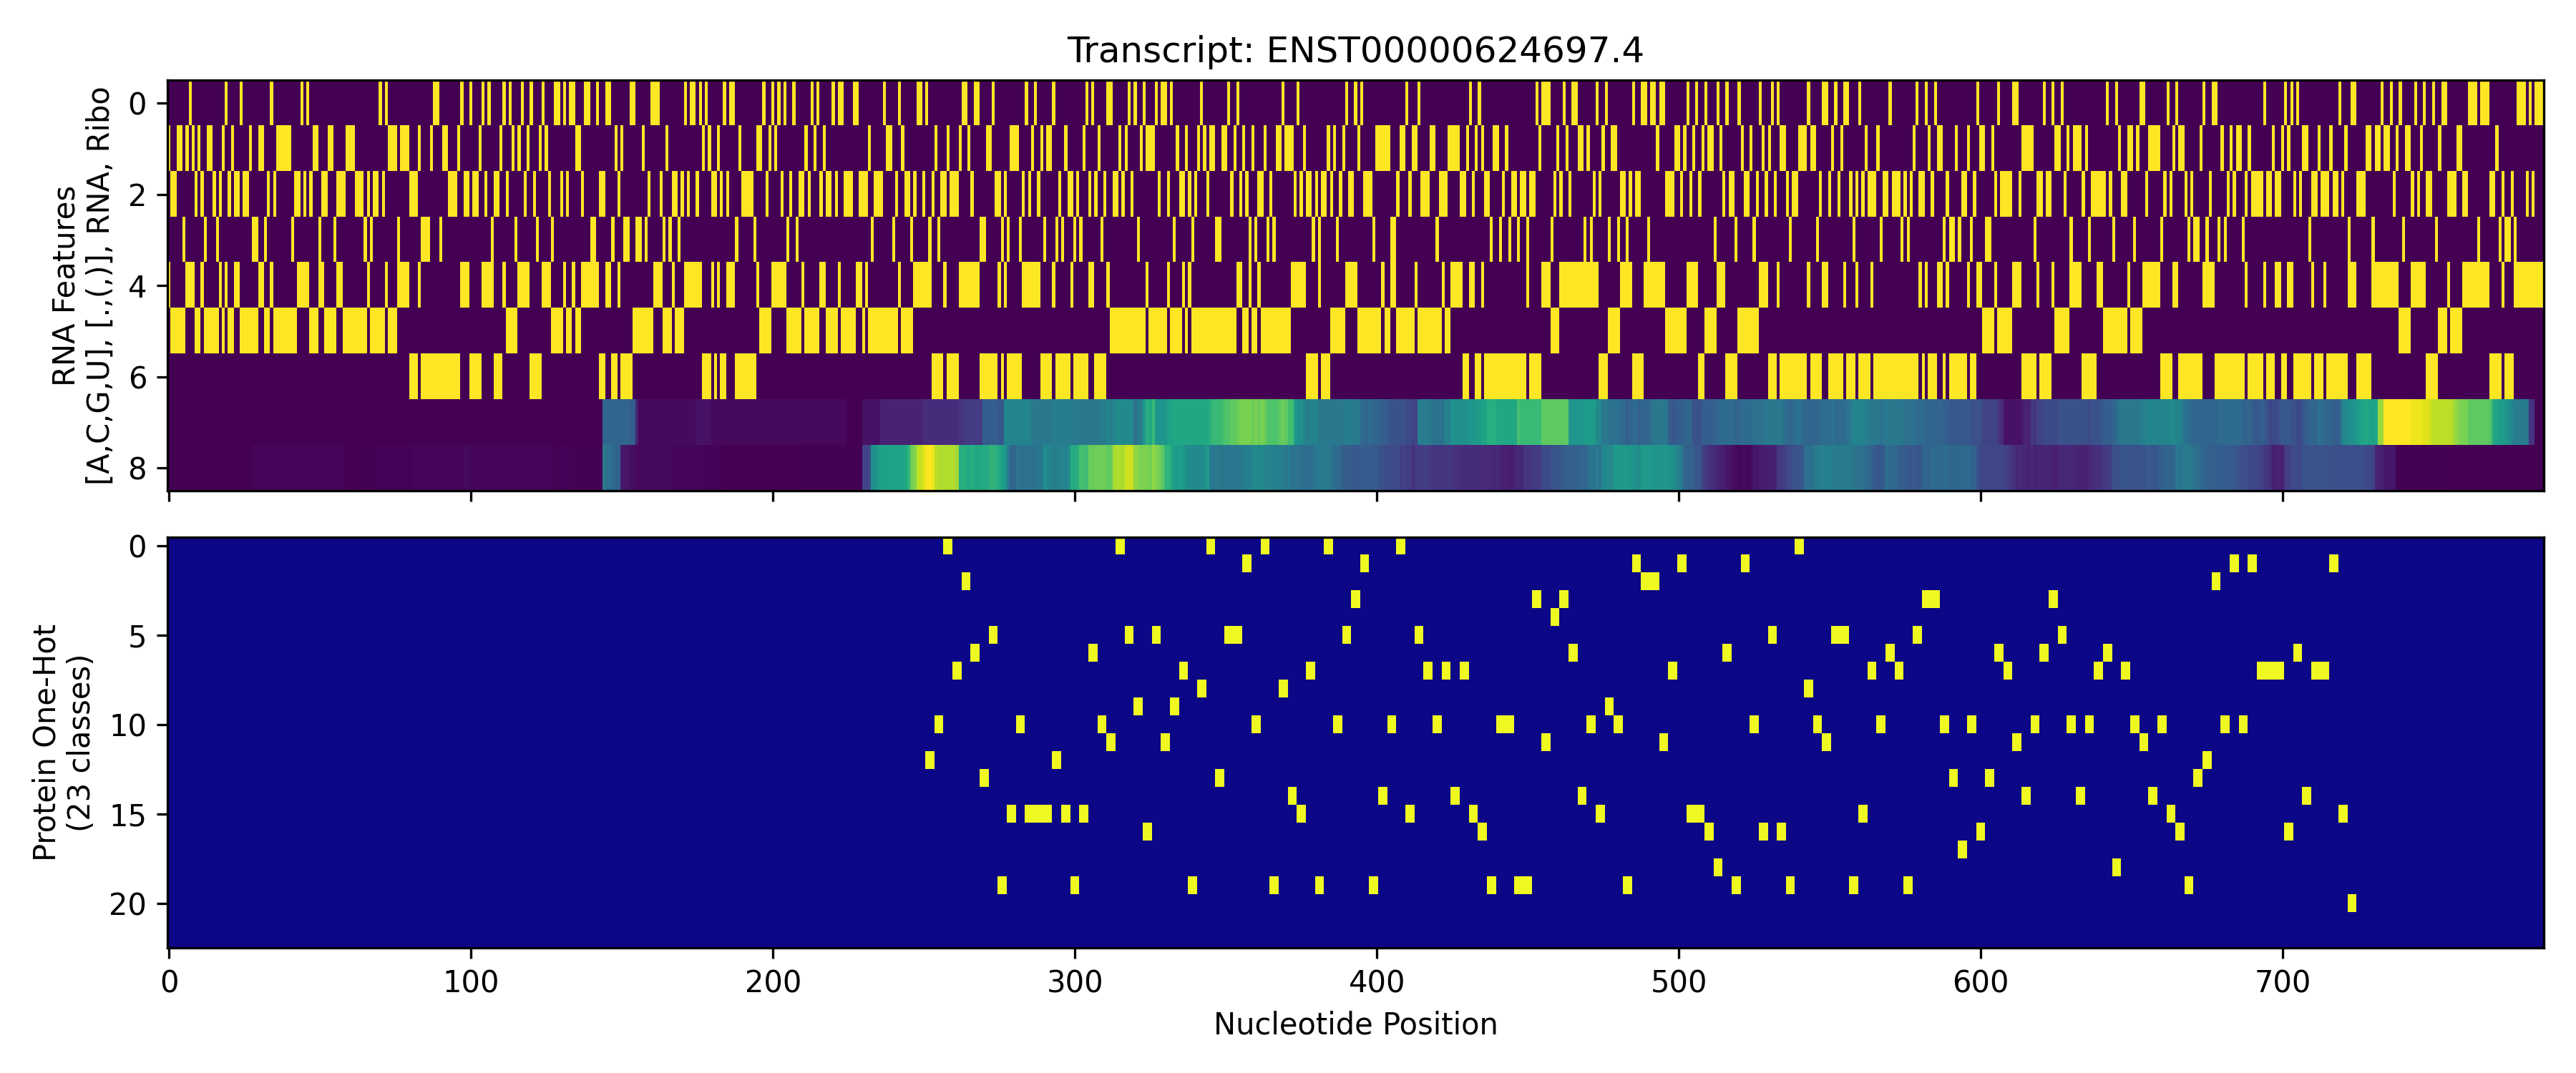 Transcript: ENST00000624697.4
RNA Features
[A,C,G,U], [.,(,)], RNA, Ribo
0
2
4
6
8
Protein One-Hot
(23 classes)
0
5
10
15
20
0 100 200 300 400 500 600 700
Nucleotide Position